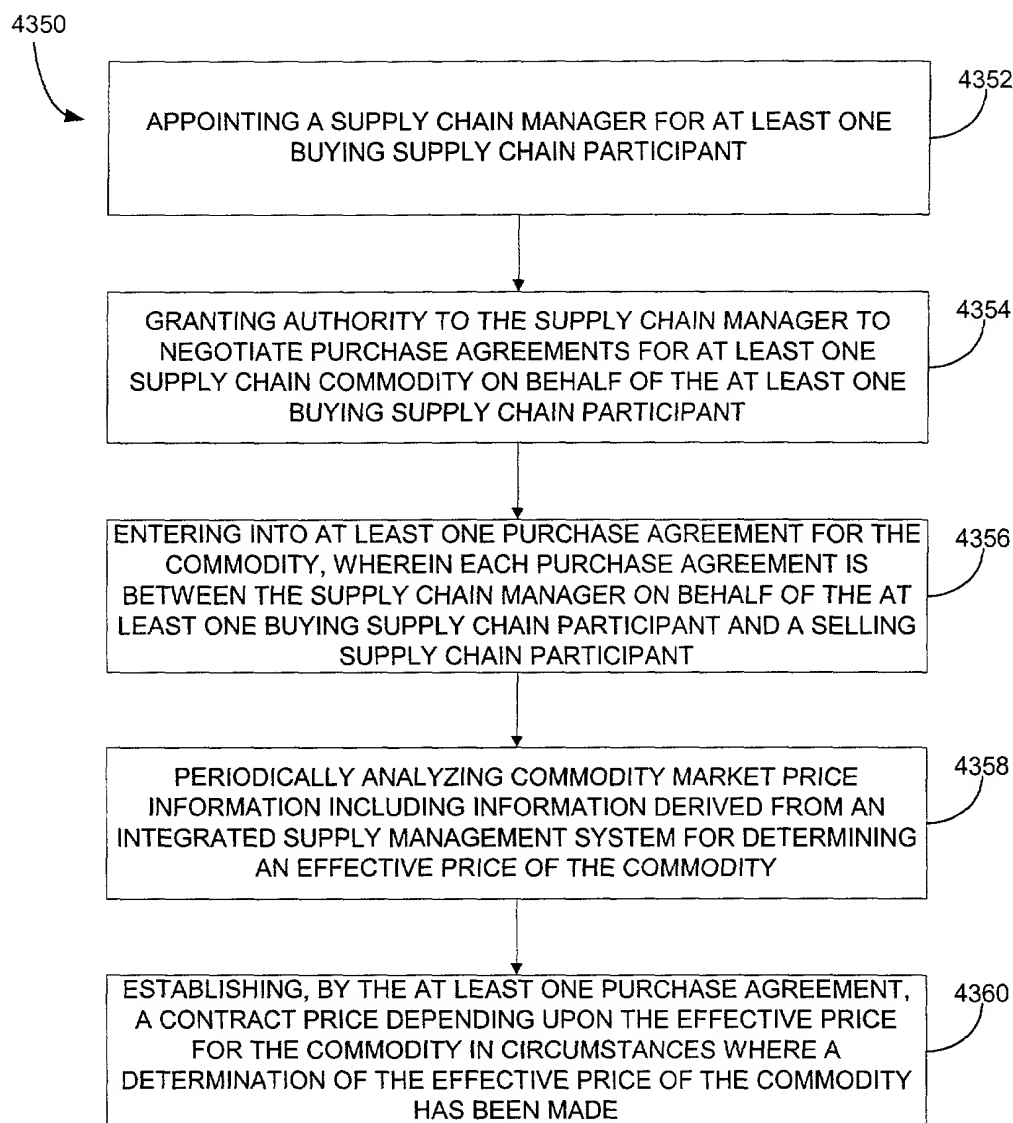 4350
APPOINTING A SUPPLY CHAIN MANAGER FOR AT LEAST ONE
BUYING SUPPLY CHAIN PARTICIPANT
4352
GRANTING AUTHORITY TO THE SUPPLY CHAIN MANAGER TO
NEGOTIATE PURCHASE AGREEMENTS FOR AT LEAST ONE
SUPPLY CHAIN COMMODITY ON BEHALF OF THE AT LEAST ONE
BUYING SUPPLY CHAIN PARTICIPANT
4354
ENTERING INTO AT LEAST ONE PURCHASE AGREEMENT FOR THE
COMMODITY, WHEREIN EACH PURCHASE AGREEMENT IS
BETWEEN THE SUPPLY CHAIN MANAGER ON BEHALF OF THE AT
LEAST ONE BUYING SUPPLY CHAIN PARTICIPANT AND A SELLING
SUPPLY CHAIN PARTICIPANT
4356
PERIODICALLY ANALYZING COMMODITY MARKET PRICE
INFORMATION INCLUDING INFORMATION DERIVED FROM AN
INTEGRATED SUPPLY MANAGEMENT SYSTEM FOR DETERMINING
AN EFFECTIVE PRICE OF THE COMMODITY
4358
ESTABLISHING, BY THE AT LEAST ONE PURCHASE AGREEMENT,
A CONTRACT PRICE DEPENDING UPON THE EFFECTIVE PRICE
FOR THE COMMODITY IN CIRCUMSTANCES WHERE A
DETERMINATION OF THE EFFECTIVE PRICE OF THE COMMODITY
HAS BEEN MADE
4360